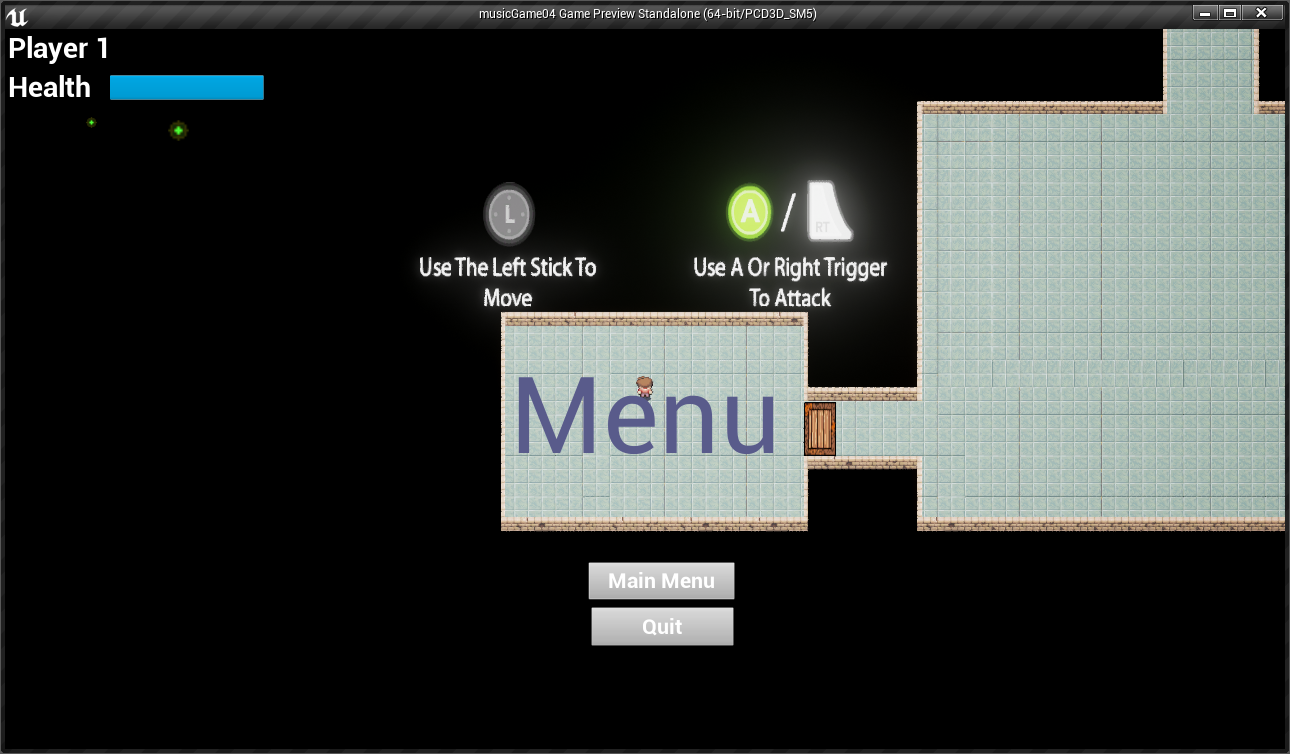 musicGame04 Game Preview Standalone (64-bit/PCD3D_SM5)
Player 1
Health
L
A / RT
Use The Left Stick To
Move
Use A Or Right Trigger
To Attack
Menu
Main Menu
Quit